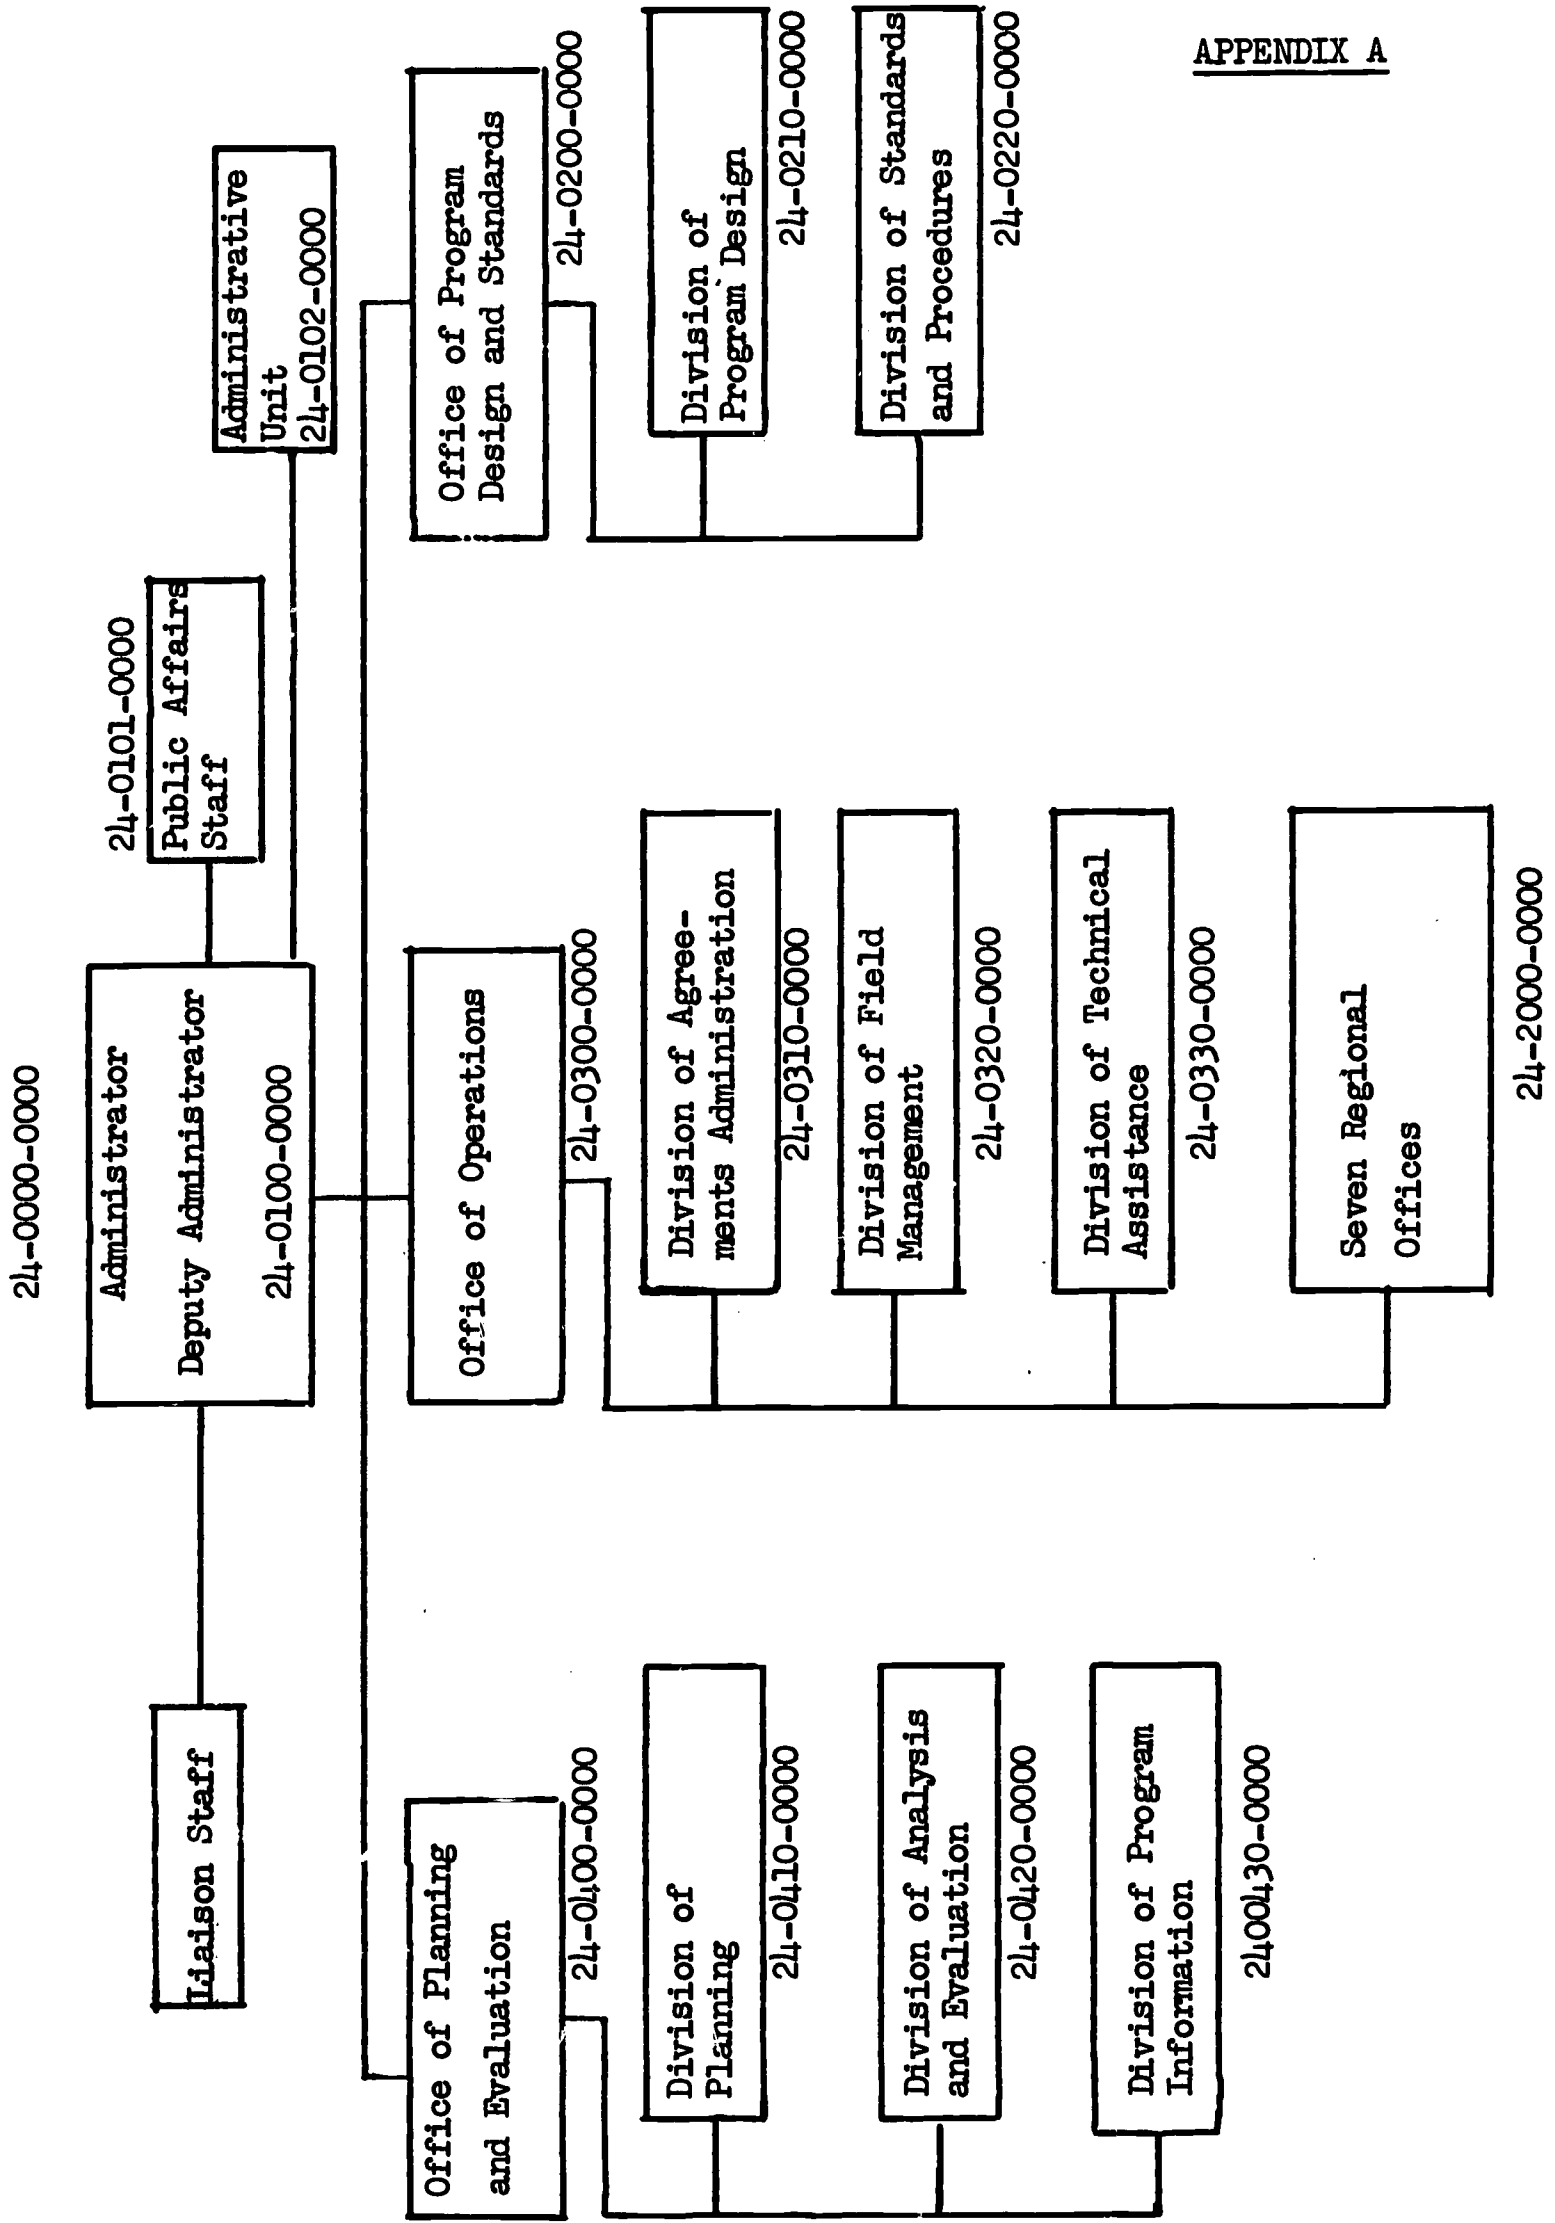 24-0000-0000
Administrator
Deputy Administrator
24-0100-0000
Liaison Staff
24-0101-0000
Public Affairs
Staff
Administrative
Unit
24-0102-0000
Office of Planning
and Evaluation
24-0400-0000
Division of
Planning
24-0410-0000
Division of Analysis
and Evaluation
24-0420-0000
Division of Program
Information
2400430-0000
Office of Operations
24-0300-0000
Division of Agree-
ments Administration
24-0310-0000
Division of Field
Management
24-0320-0000
Division of Technical
Assistance
24-0330-0000
Seven Regional
Offices
24-2000-0000
Office of Program
Design and Standards
24-0200-0000
Division of
Program Design
24-0210-0000
Division of Standards
and Procedures
24-0220-0000
APPENDIX A